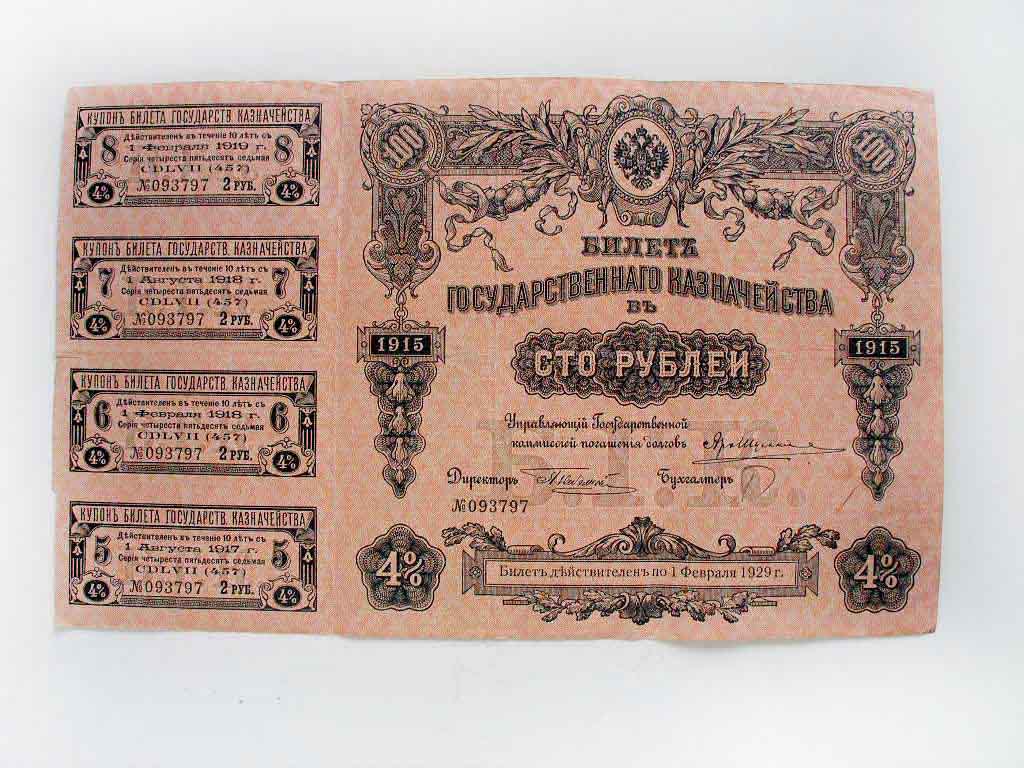 КУПОНЪ БИЛЕТА ГОСУДАРСТВ. КАЗНАЧЕЙСТВА
8 Дѣйствителенъ въ теченіе 10 лѣтъ съ 8
1 Февраля 1919 г.
Серія четыреста пятьдесятъ седьмая
CDLVII (457)
4% №093797 2 РУБ. 4%
КУПОНЪ БИЛЕТА ГОСУДАРСТВ. КАЗНАЧЕЙСТВА
7 Дѣйствителенъ въ теченіе 10 лѣтъ съ 7
1 Августа 1918 г.
Серія четыреста пятьдесятъ седьмая
CDLVII (457)
4% №093797 2 РУБ. 4%
КУПОНЪ БИЛЕТА ГОСУДАРСТВ. КАЗНАЧЕЙСТВА
6 Дѣйствителенъ въ теченіе 10 лѣтъ съ 6
1 Февраля 1918 г.
Серія четыреста пятьдесятъ седьмая
CDLVII (457)
4% №093797 2 РУБ. 4%
КУПОНЪ БИЛЕТА ГОСУДАРСТВ. КАЗНАЧЕЙСТВА
5 Дѣйствителенъ въ теченіе 10 лѣтъ съ 5
1 Августа 1917 г.
Серія четыреста пятьдесятъ седьмая
CDLVII (457)
4% №093797 2 РУБ. 4%
100 100
БИЛЕТЪ
ГОСУДАРСТВЕННАГО КАЗНАЧЕЙСТВА
ВЪ
1915 СТО РУБЛЕЙ 1915
Управляющій Государственной
коммиссіей погашенія долговъ
Директоръ Бухгалтеръ
№093797
Б.Г.К.
4% Билетъ дѣйствителенъ по 1 Февраля 1929 г. 4%